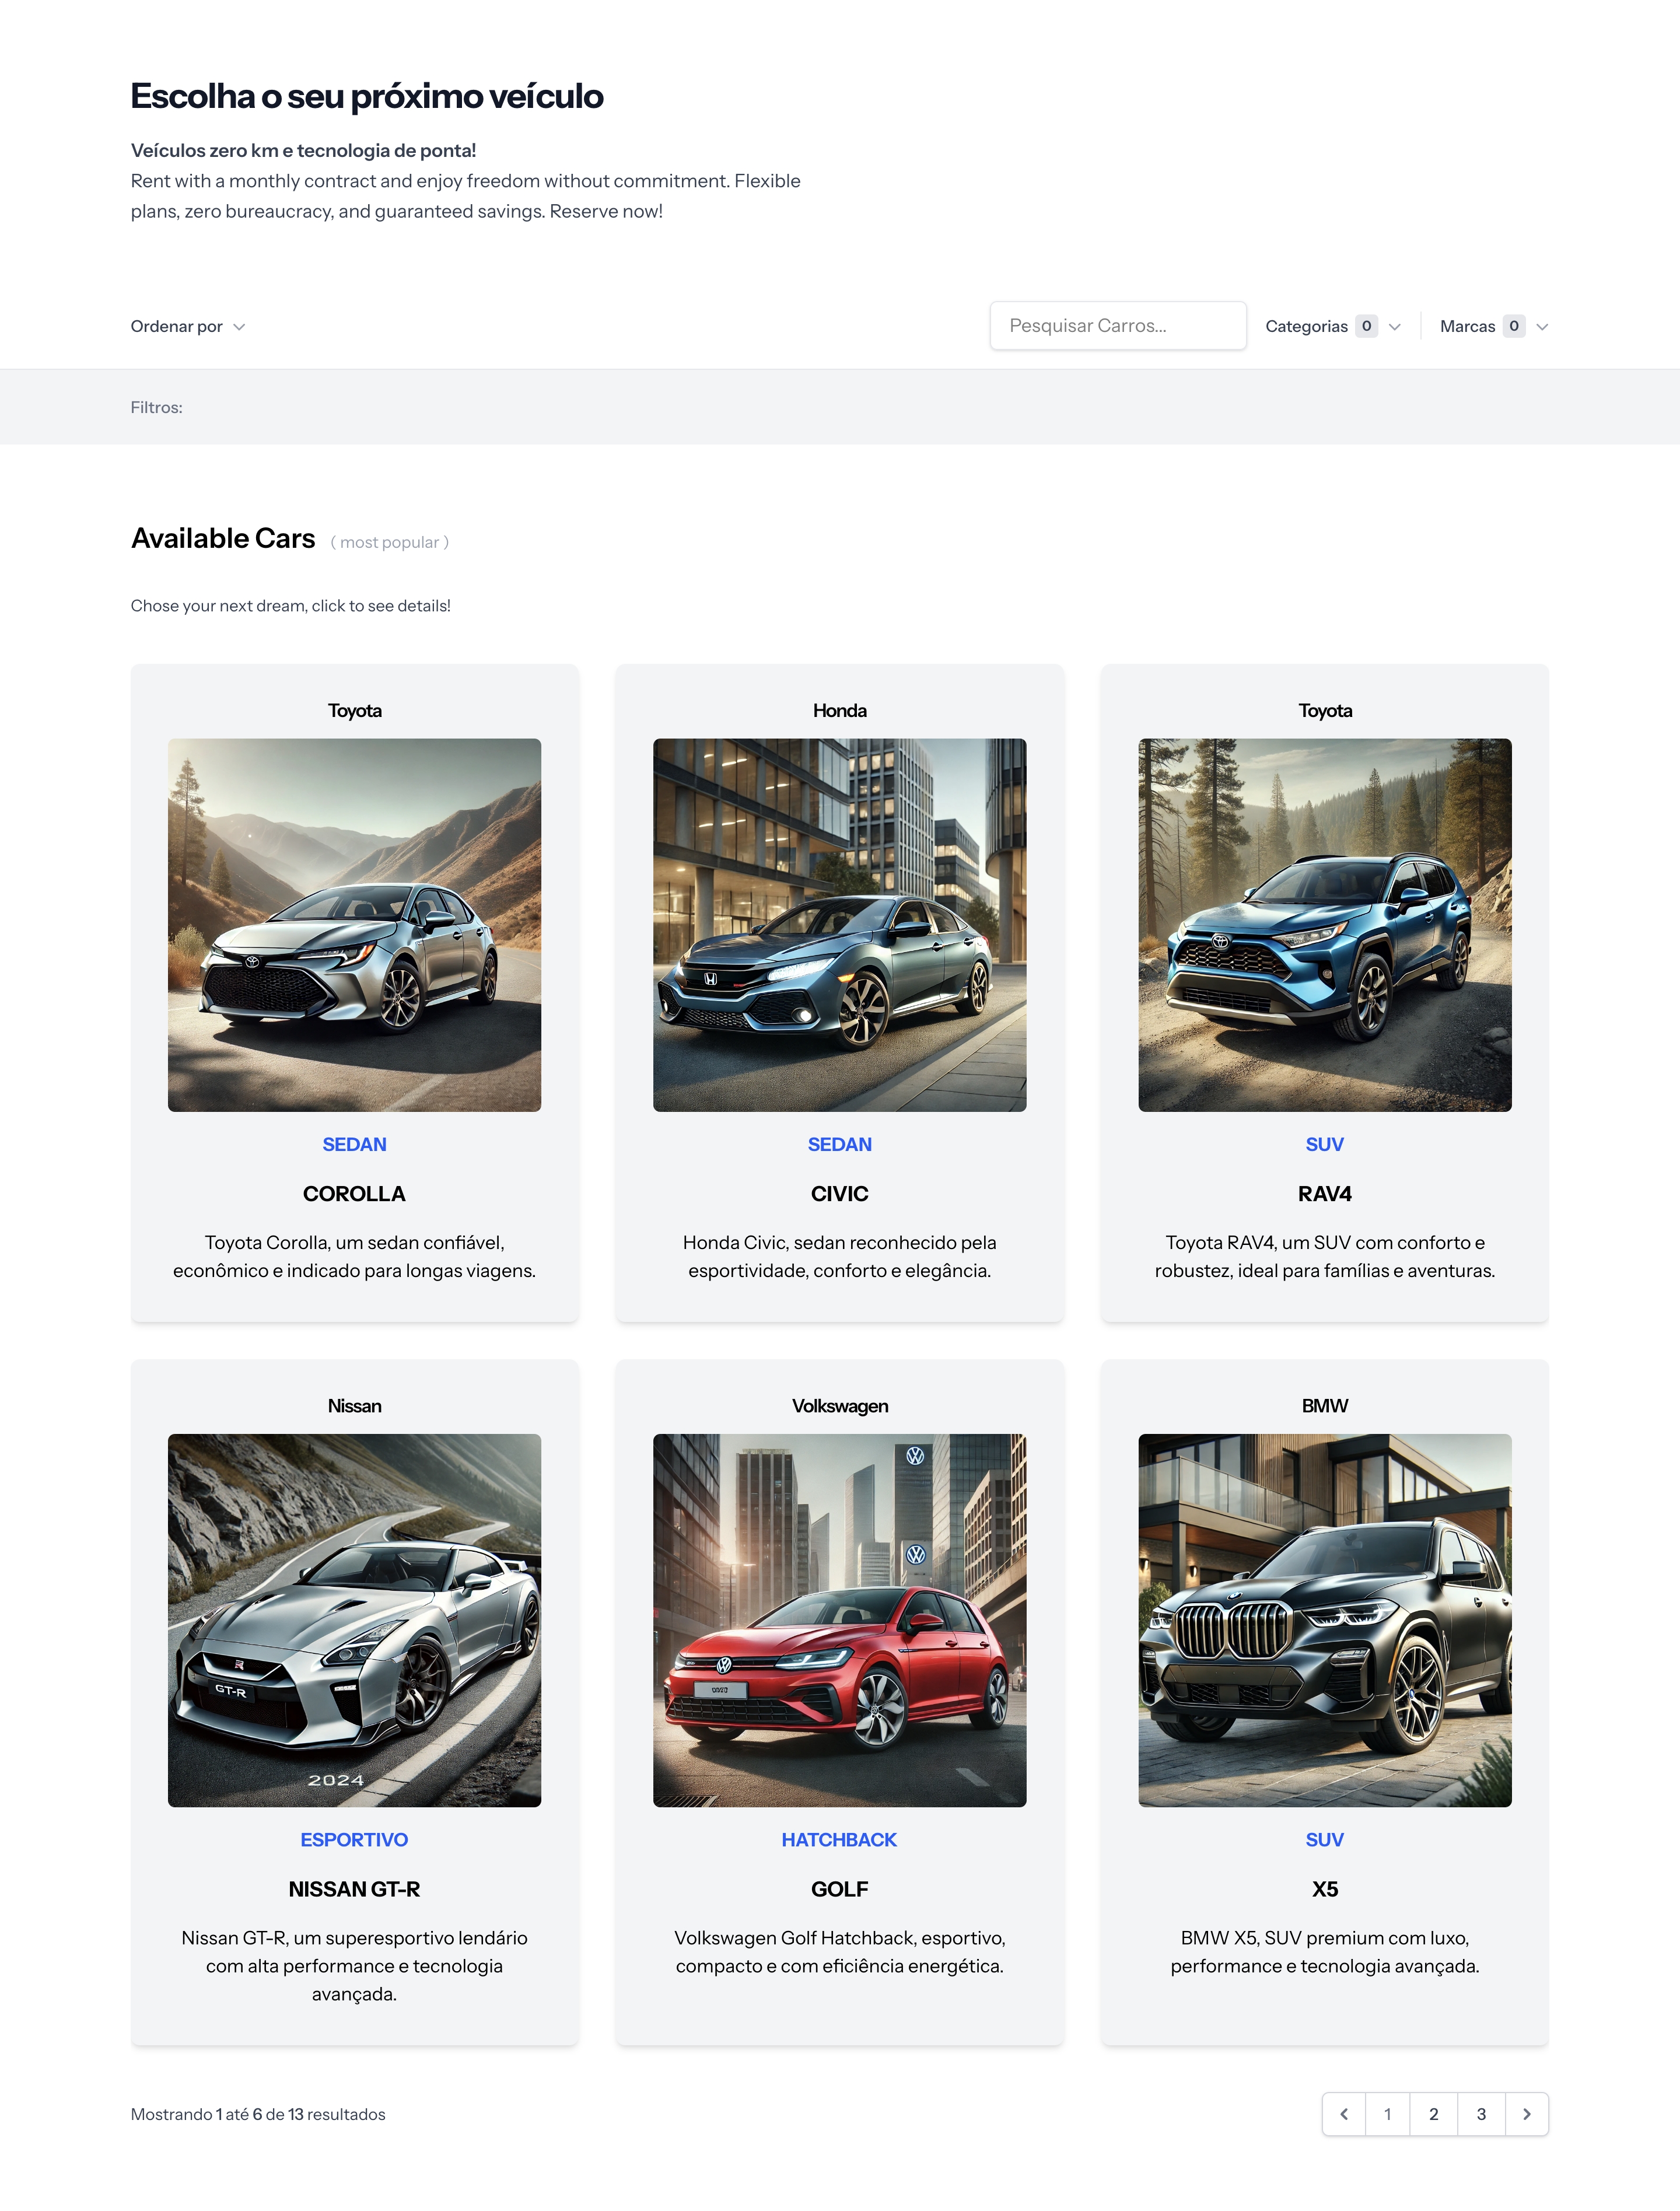 Escolha o seu próximo veículo
Veículos zero km e tecnologia de ponta!
Rent with a monthly contract and enjoy freedom without commitment. Flexible
plans, zero bureaucracy, and guaranteed savings. Reserve now!
Ordenar por
Pesquisar Carros...
Categorias 0
Marcas 0
Filtros:
Available Cars ( most popular )
Chose your next dream, click to see details!
Toyota
SEDAN
COROLLA
Toyota Corolla, um sedan confiável,
econômico e indicado para longas viagens.
Honda
SEDAN
CIVIC
Honda Civic, sedan reconhecido pela
esportividade, conforto e elegância.
Toyota
SUV
RAV4
Toyota RAV4, um SUV com conforto e
robustez, ideal para famílias e aventuras.
Nissan
GT-R
2024
ESPORTIVO
NISSAN GT-R
Nissan GT-R, um superesportivo lendário
com alta performance e tecnologia
avançada.
Volkswagen
HATCHBACK
GOLF
Volkswagen Golf Hatchback, esportivo,
compacto e com eficiência energética.
BMW
SUV
X5
BMW X5, SUV premium com luxo,
performance e tecnologia avançada.
Mostrando 1 até 6 de 13 resultados
1 2 3